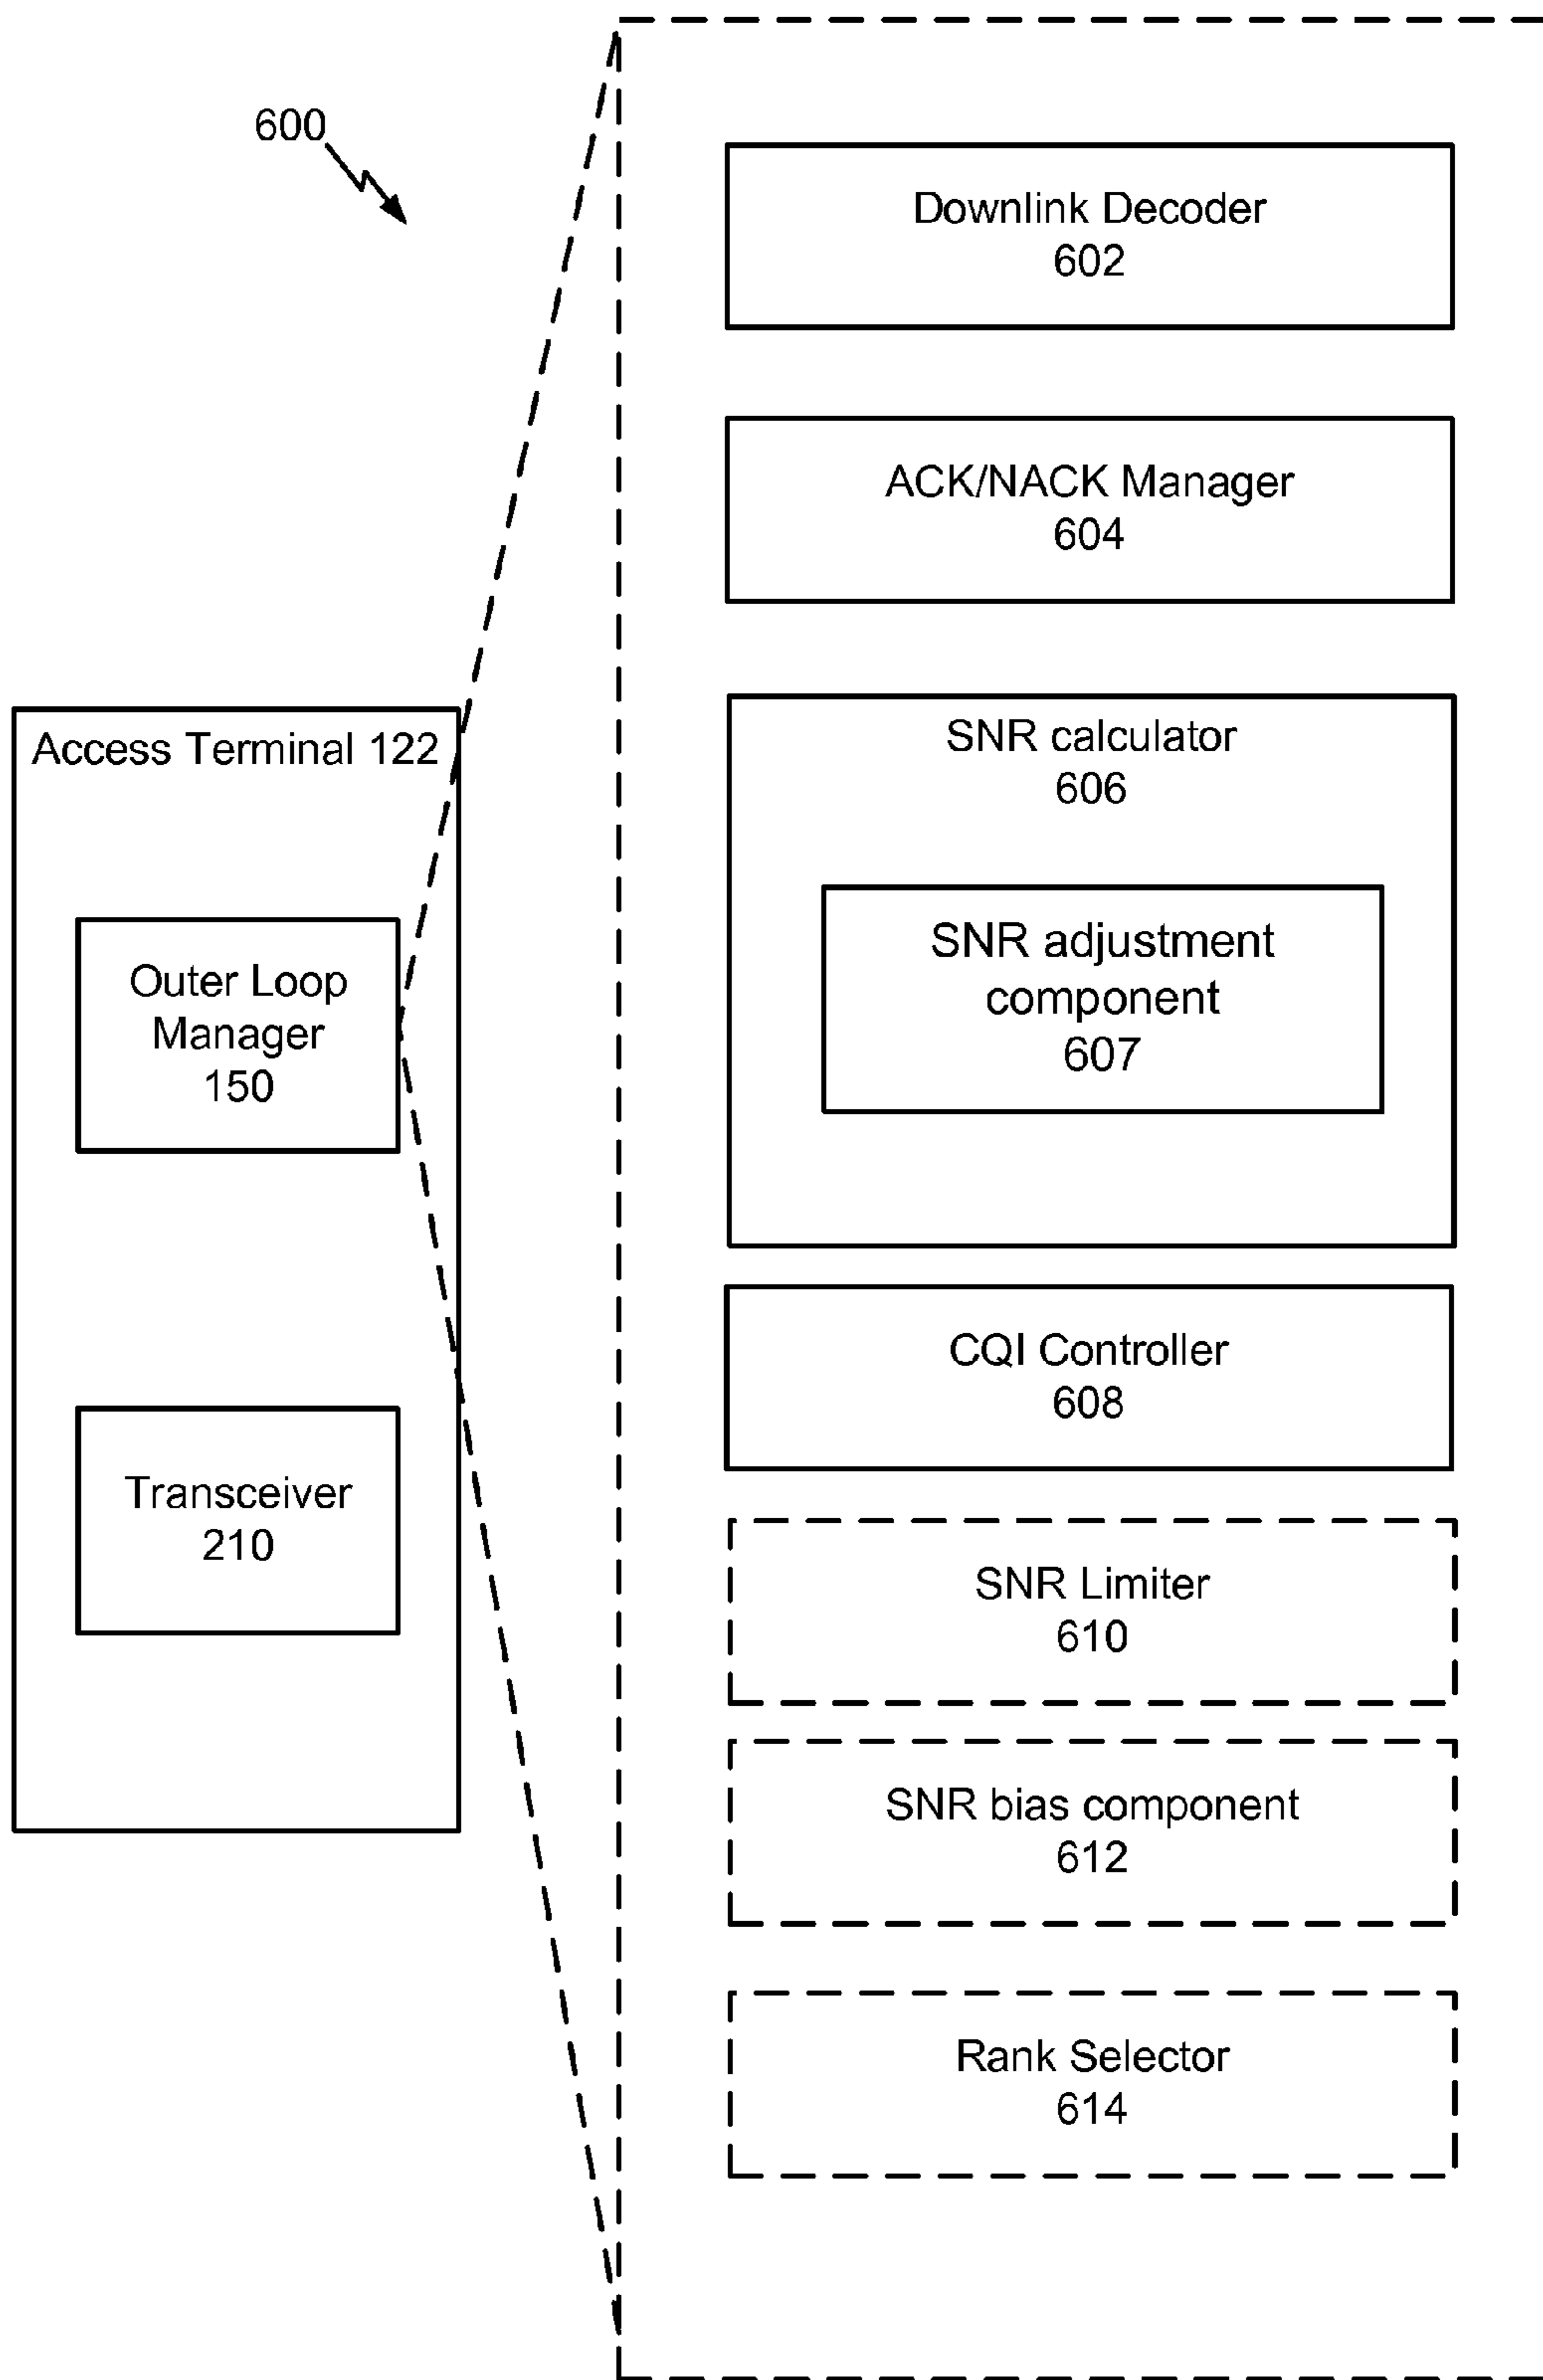 600
Access Terminal 122
Outer Loop
Manager
150
Transceiver
210
Downlink Decoder
602
ACK/NACK Manager
604
SNR calculator
606
SNR adjustment
component
607
CQI Controller
608
SNR Limiter
610
SNR bias component
612
Rank Selector
614